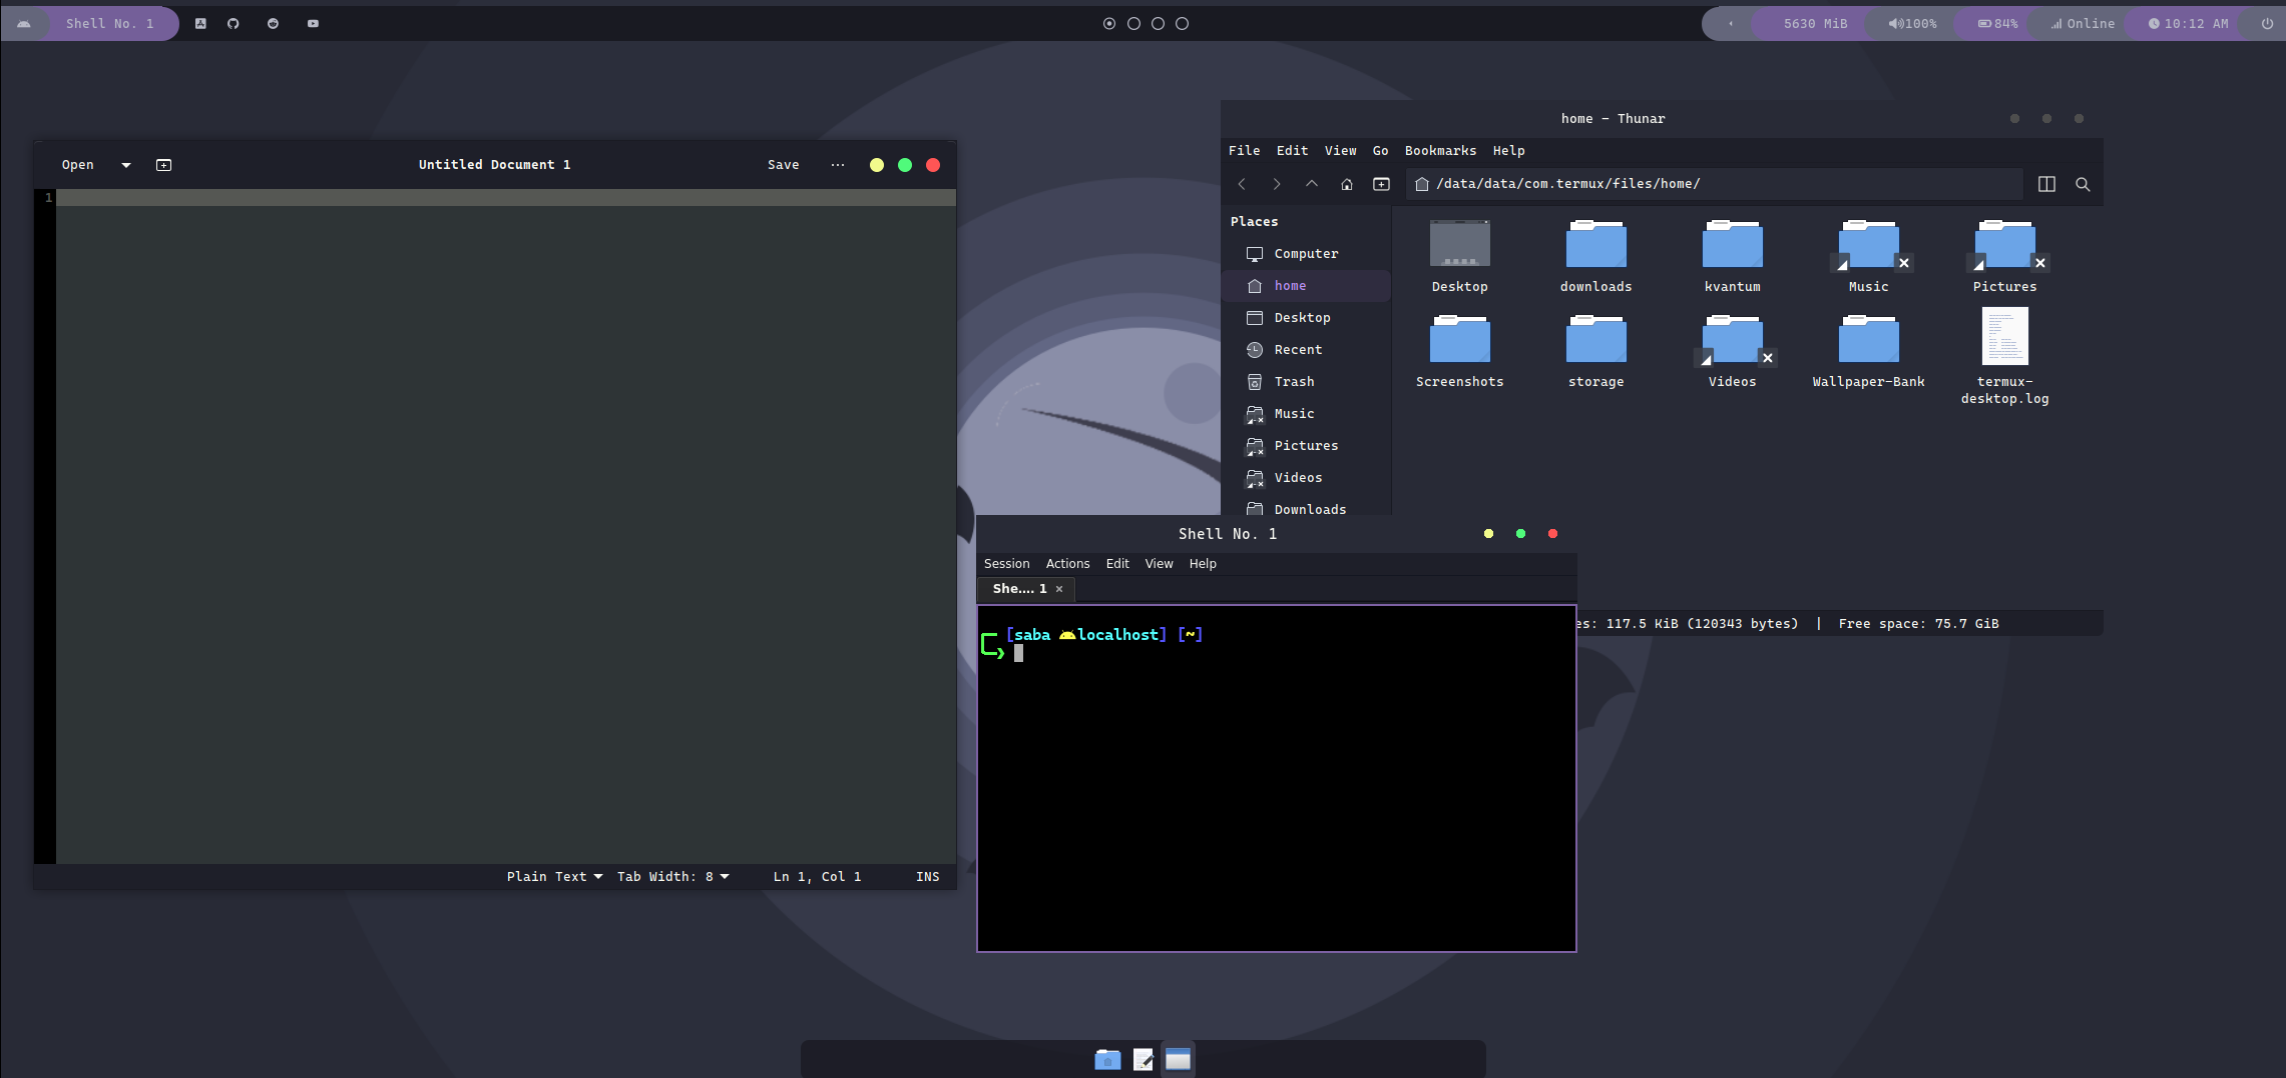 Shell No. 1
5630 MiB
100%
84%
Online
10:12 AM
Open
Untitled Document 1
Save
1
Plain Text
Tab Width: 8
Ln 1, Col 1
INS
home - Thunar
File Edit View Go Bookmarks Help
/data/data/com.termux/files/home/
Places
Computer
home
Desktop
Recent
Trash
Music
Pictures
Videos
Downloads
Desktop
downloads
kvantum
Music
Pictures
Screenshots
storage
Videos
Wallpaper-Bank
termux-
desktop.log
es: 117.5 KiB (120343 bytes) | Free space: 75.7 GiB
Shell No. 1
Session Actions Edit View Help
She.... 1
[saba localhost] [~]